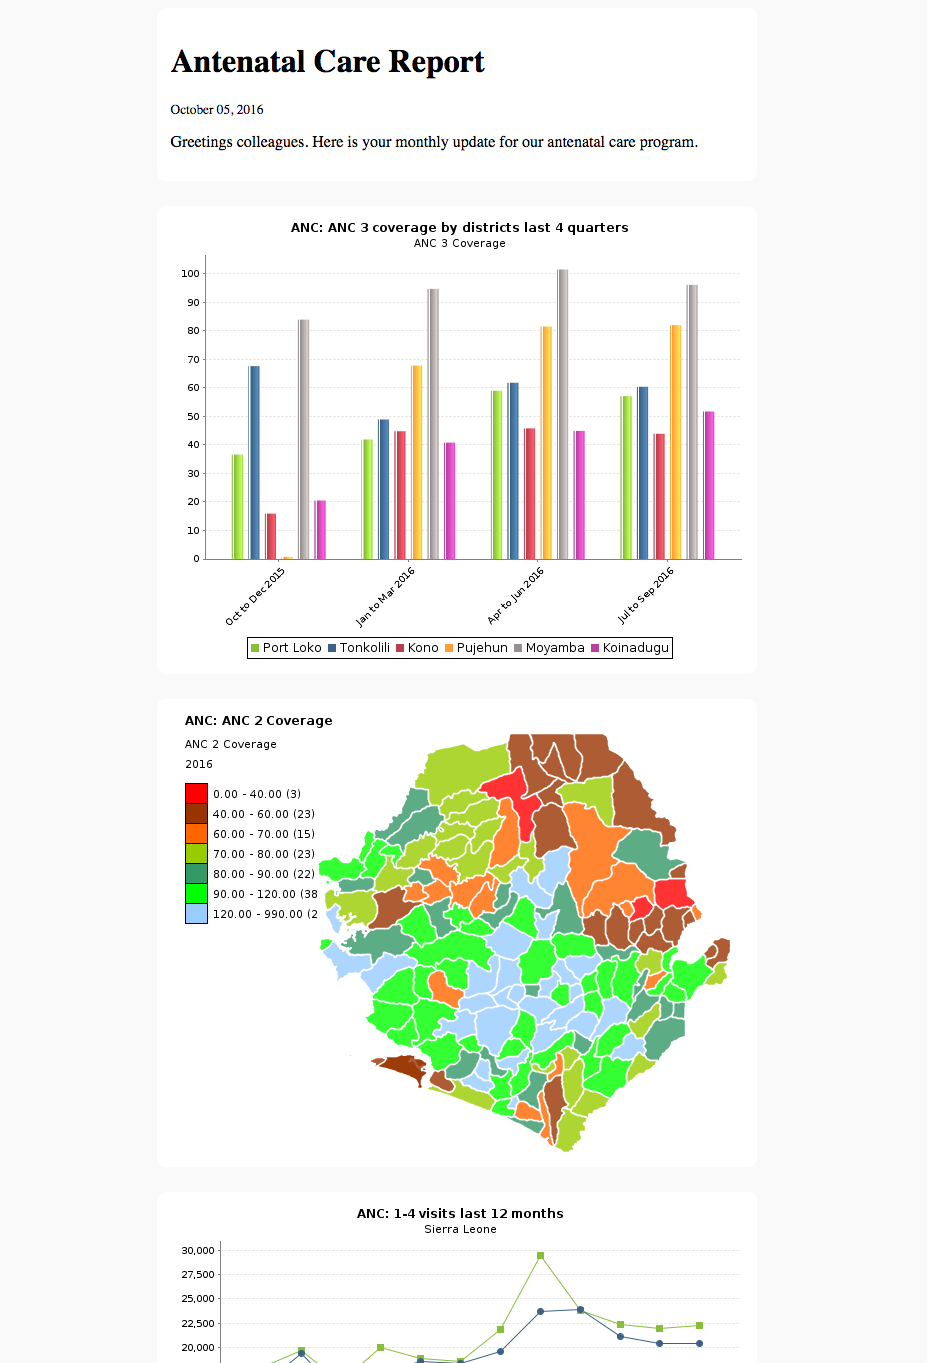 Antenatal Care Report
October 05, 2016
Greetings colleagues. Here is your monthly update for our antenatal care program.
ANC: ANC 3 coverage by districts last 4 quarters
ANC 3 Coverage
100
90
80
70
60
50
40
30
20
10
0
Oct to Dec 2015
Jan to Mar 2016
Apr to Jun 2016
Jul to Sep 2016
Port Loko Tonkolili Kono Pujehun Moyamba Koinadugu
ANC: ANC 2 Coverage
ANC 2 Coverage
2016
0.00 - 40.00 (3)
40.00 - 60.00 (23)
60.00 - 70.00 (15)
70.00 - 80.00 (23)
80.00 - 90.00 (22)
90.00 - 120.00 (38
120.00 - 990.00 (2
ANC: 1-4 visits last 12 months
Sierra Leone
30,000
27,500
25,000
22,500
20,000